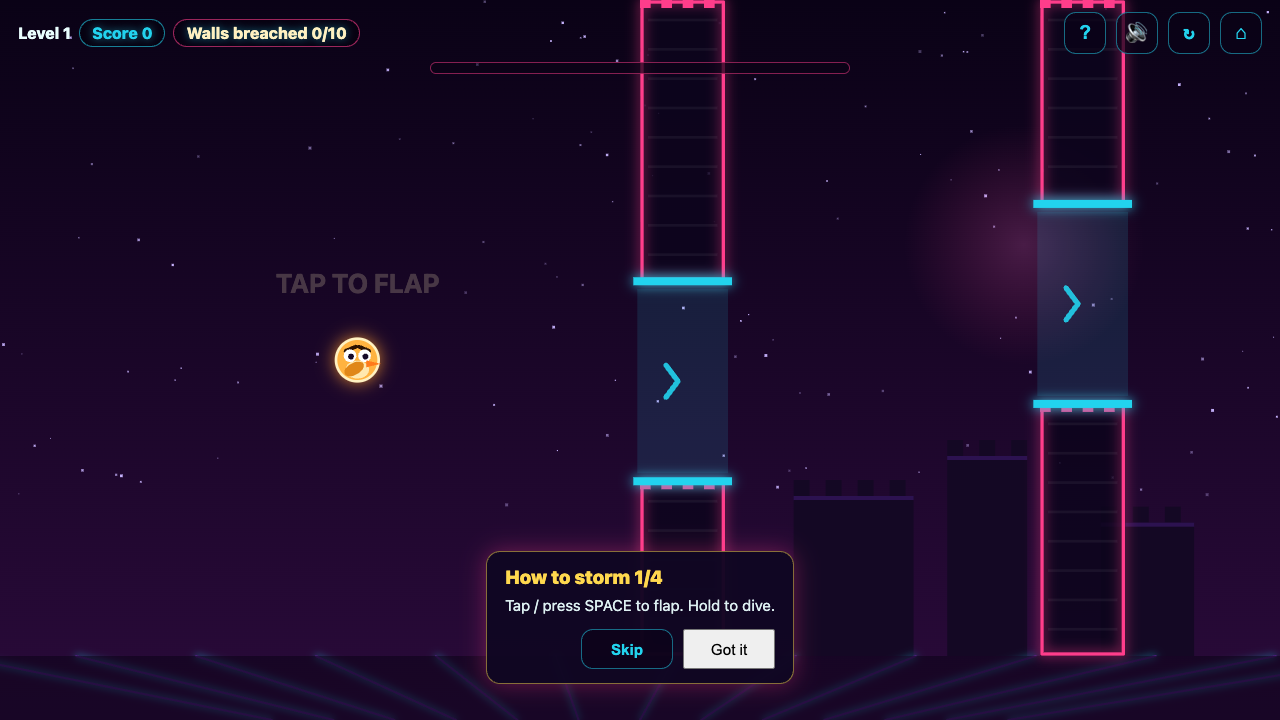 Level 1 Score 0 Walls breached 0/10 ?
TAP TO FLAP
How to storm 1/4
Tap / press SPACE to flap. Hold to dive.
Skip Got it